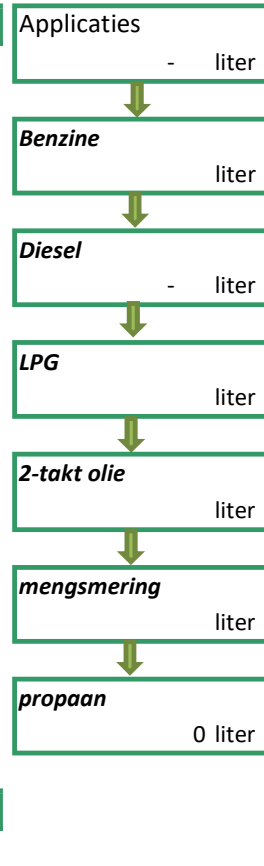 Applicaties
- liter
Benzine
liter
Diesel
- liter
LPG
liter
2-takt olie
liter
mengsmering
liter
propaan
0 liter